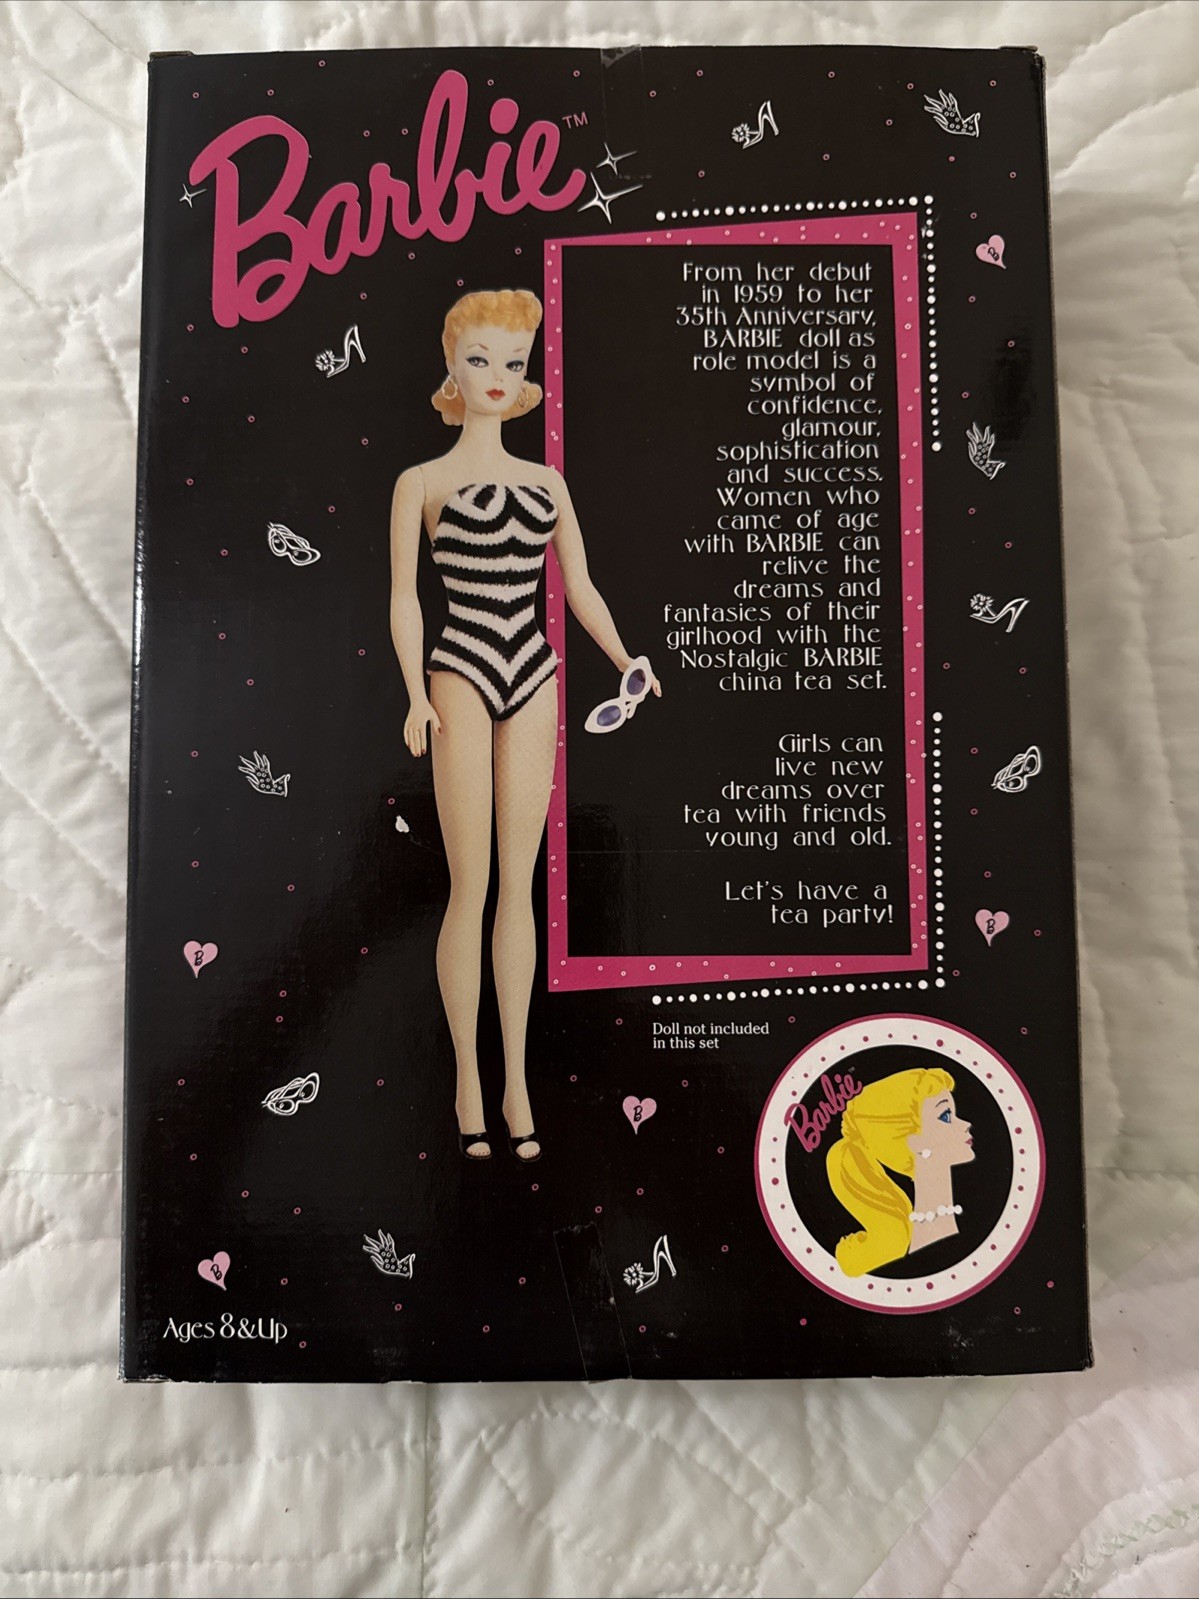 Barbie™
From her debut
in 1959 to her
35th Anniversary,
BARBIE doll as
role model is a
symbol of
confidence,
glamour,
sophistication
and success.
Women who
came of age
with BARBIE can
relive the
dreams and
fantasies of their
girlhood with the
Nostalgic BARBIE
china tea set.
Girls can
live new
dreams over
tea with friends
young and old.
Let's have a
tea party!
Doll not included
in this set
Barbie™
B
B
B
B
B
Ages 8 & Up